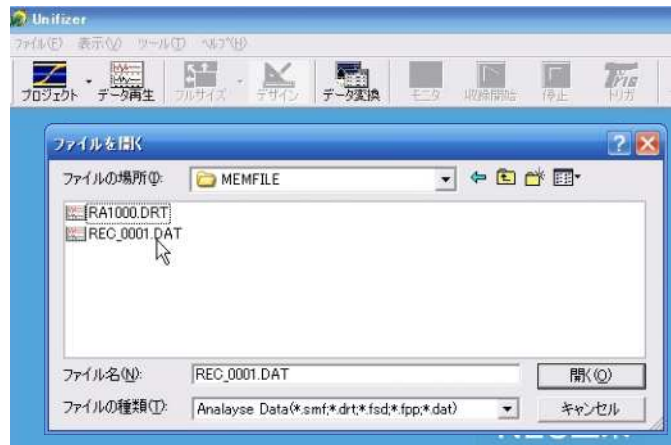 Unifizer
ファイル(F) 表示(V) ツール(T) ヘルプ(H)
プロジェクト データ再生 フルサイズ デザイン データ変換 モニタ 収録開始 停止 トリガ
ファイルを開く
ファイルの場所(I): MEMFILE
RA1000.DRT
REC_0001.DAT
ファイル名(N): REC_0001.DAT 開く(O)
ファイルの種類(T): Analayse Data(*.smf;*.drt;*.fsd;*.fpp;*.dat) キャンセル